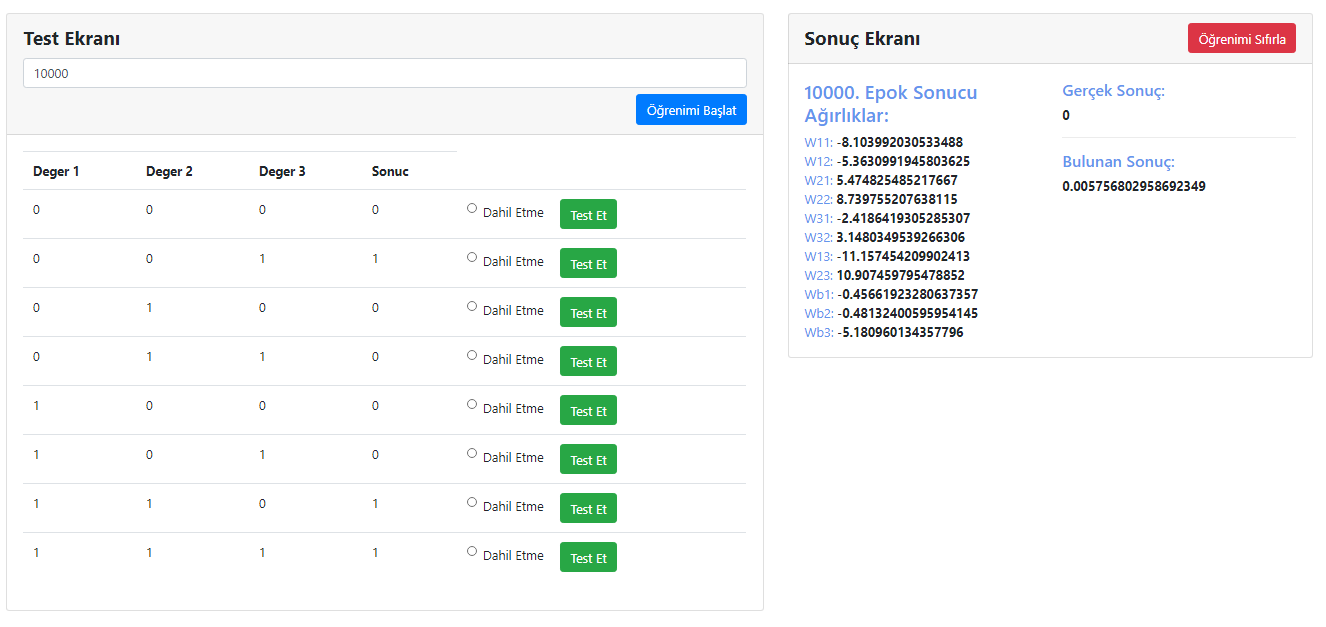 Test Ekranı
10000
Öğrenimi Başlat
Deger 1 Deger 2 Deger 3 Sonuc
0 0 0 0 Dahil Etme Test Et
0 0 1 1 Dahil Etme Test Et
0 1 0 0 Dahil Etme Test Et
0 1 1 0 Dahil Etme Test Et
1 0 0 0 Dahil Etme Test Et
1 0 1 0 Dahil Etme Test Et
1 1 0 1 Dahil Etme Test Et
1 1 1 1 Dahil Etme Test Et
Sonuç Ekranı
Öğrenimi Sıfırla
10000. Epok Sonucu
Ağırlıklar:
W11: -8.103992030533488
W12: -5.3630991945803625
W21: 5.474825485217667
W22: 8.739755207638115
W31: -2.4186419305285307
W32: 3.1480349539266306
W13: -11.157454209902413
W23: 10.907459795478852
Wb1: -0.45661923280637357
Wb2: -0.48132400595954145
Wb3: -5.180960134357796
Gerçek Sonuç:
0
Bulunan Sonuç:
0.005756802958692349